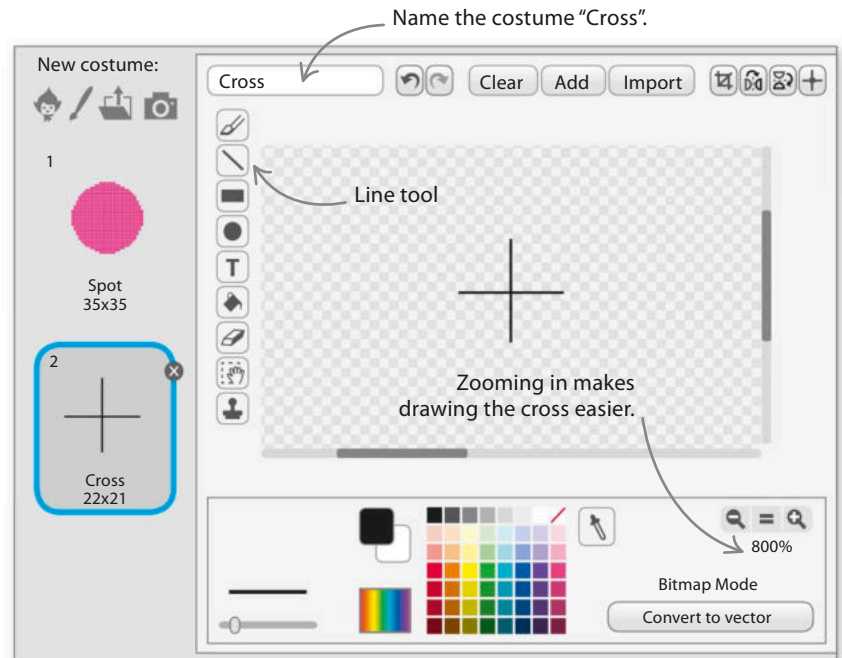 Name the costume “Cross”.
New costume:
Cross
Clear
Add
Import
1
Line tool
T
Spot
35x35
2
Zooming in makes
drawing the cross easier.
Cross
22x21
800%
Bitmap Mode
Convert to vector